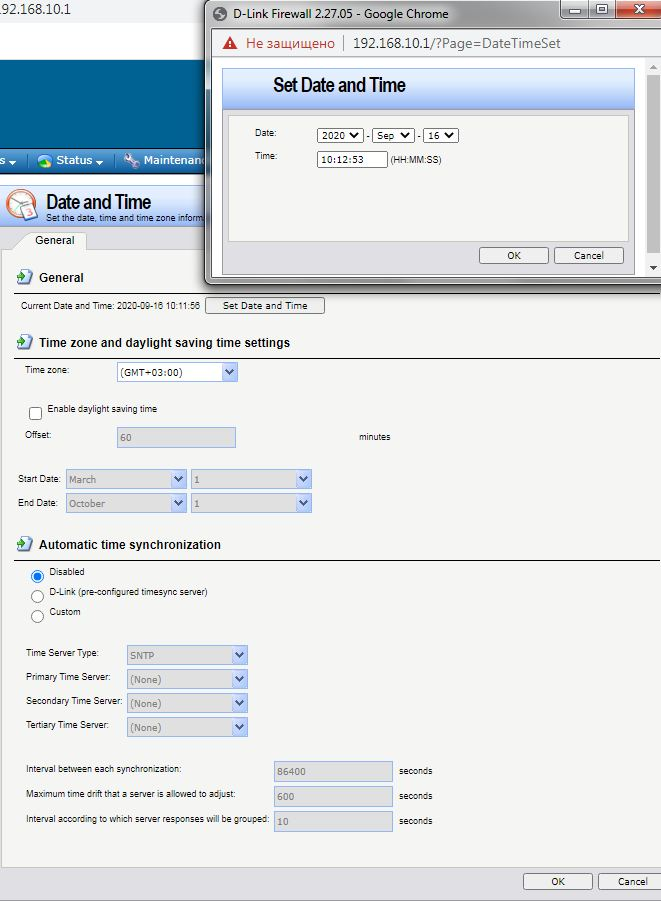 .92.168.10.1
D-Link Firewall 2.27.05 - Google Chrome
Не защищено 192.168.10.1/?Page=DateTimeSet
Set Date and Time
Date: 2020 - Sep - 16
Time: 10:12:53 (HH:MM:SS)
OK Cancel
s Status Maintenanc
Date and Time
Set the date, time and time zone inform
General
General
Current Date and Time: 2020-09-16 10:11:56 Set Date and Time
Time zone and daylight saving time settings
Time zone: (GMT+03:00)
Enable daylight saving time
Offset: 60 minutes
Start Date: March 1
End Date: October 1
Automatic time synchronization
Disabled
D-Link (pre-configured timesync server)
Custom
Time Server Type: SNTP
Primary Time Server: (None)
Secondary Time Server: (None)
Tertiary Time Server: (None)
Interval between each synchronization: 86400 seconds
Maximum time drift that a server is allowed to adjust: 600 seconds
Interval according to which server responses will be grouped: 10 seconds
OK Cancel